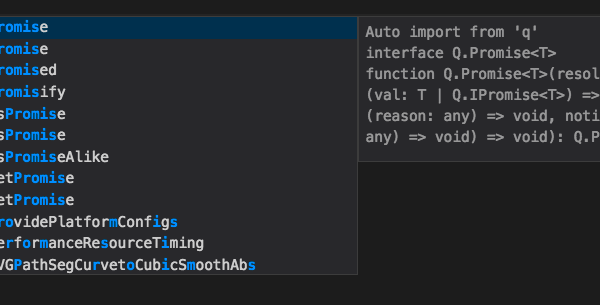 romise
romise
romised
romisify
sPromise
sPromise
sPromiseAlike
etPromise
etPromise
rovidePlatformConfigs
erformanceResourceTiming
VGPathSegCurvetoCubicSmoothAbs
Auto import from 'q'
interface Q.Promise<T>
function Q.Promise<T>(resol
(val: T | Q.IPromise<T>) =>
(reason: any) => void, noti
any) => void) => void): Q.P